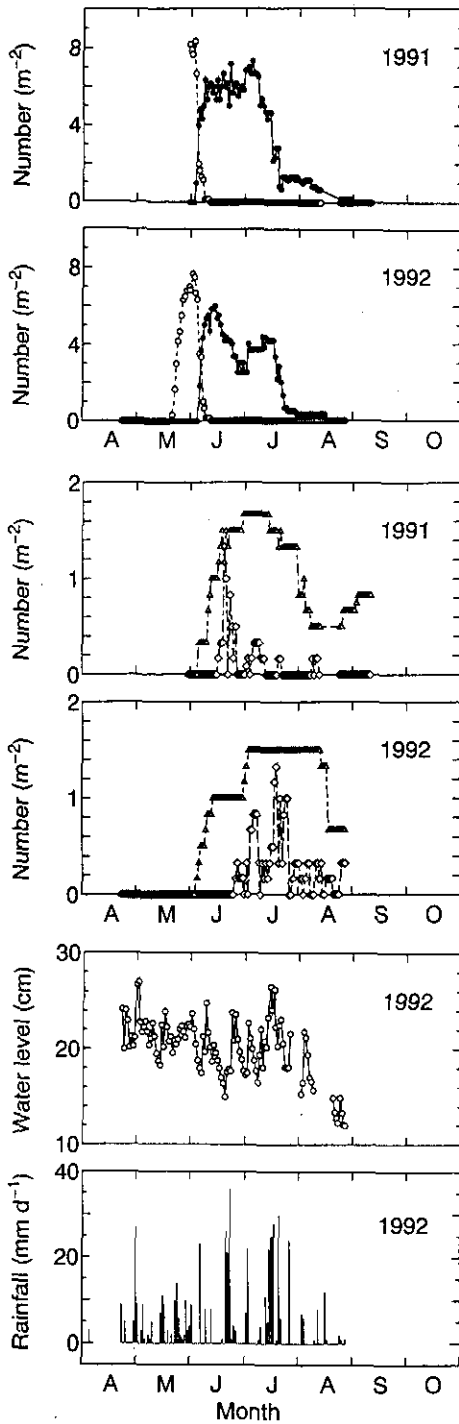 8
4
0
Number (m⁻²)
1991
8
4
0
Number (m⁻²)
1992
A M J J A S O
2
1
0
Number (m⁻²)
1991
2
1
0
Number (m⁻²)
1992
A M J J A S O
30
20
10
Water level (cm)
1992
40
20
0
Rainfall (mm d⁻¹)
1992
A M J J A S O
Month